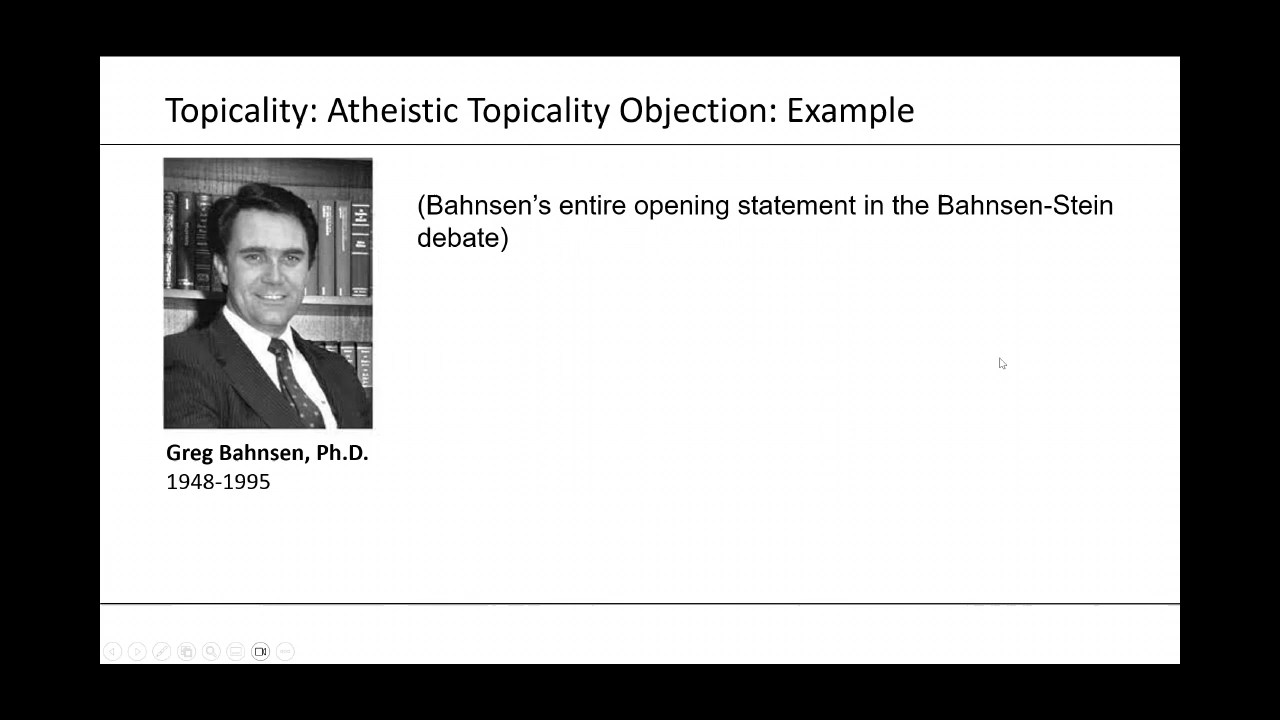 Topicality: Atheistic Topicality Objection: Example
(Bahnsen’s entire opening statement in the Bahnsen-Stein
debate)
Greg Bahnsen, Ph.D.
1948-1995